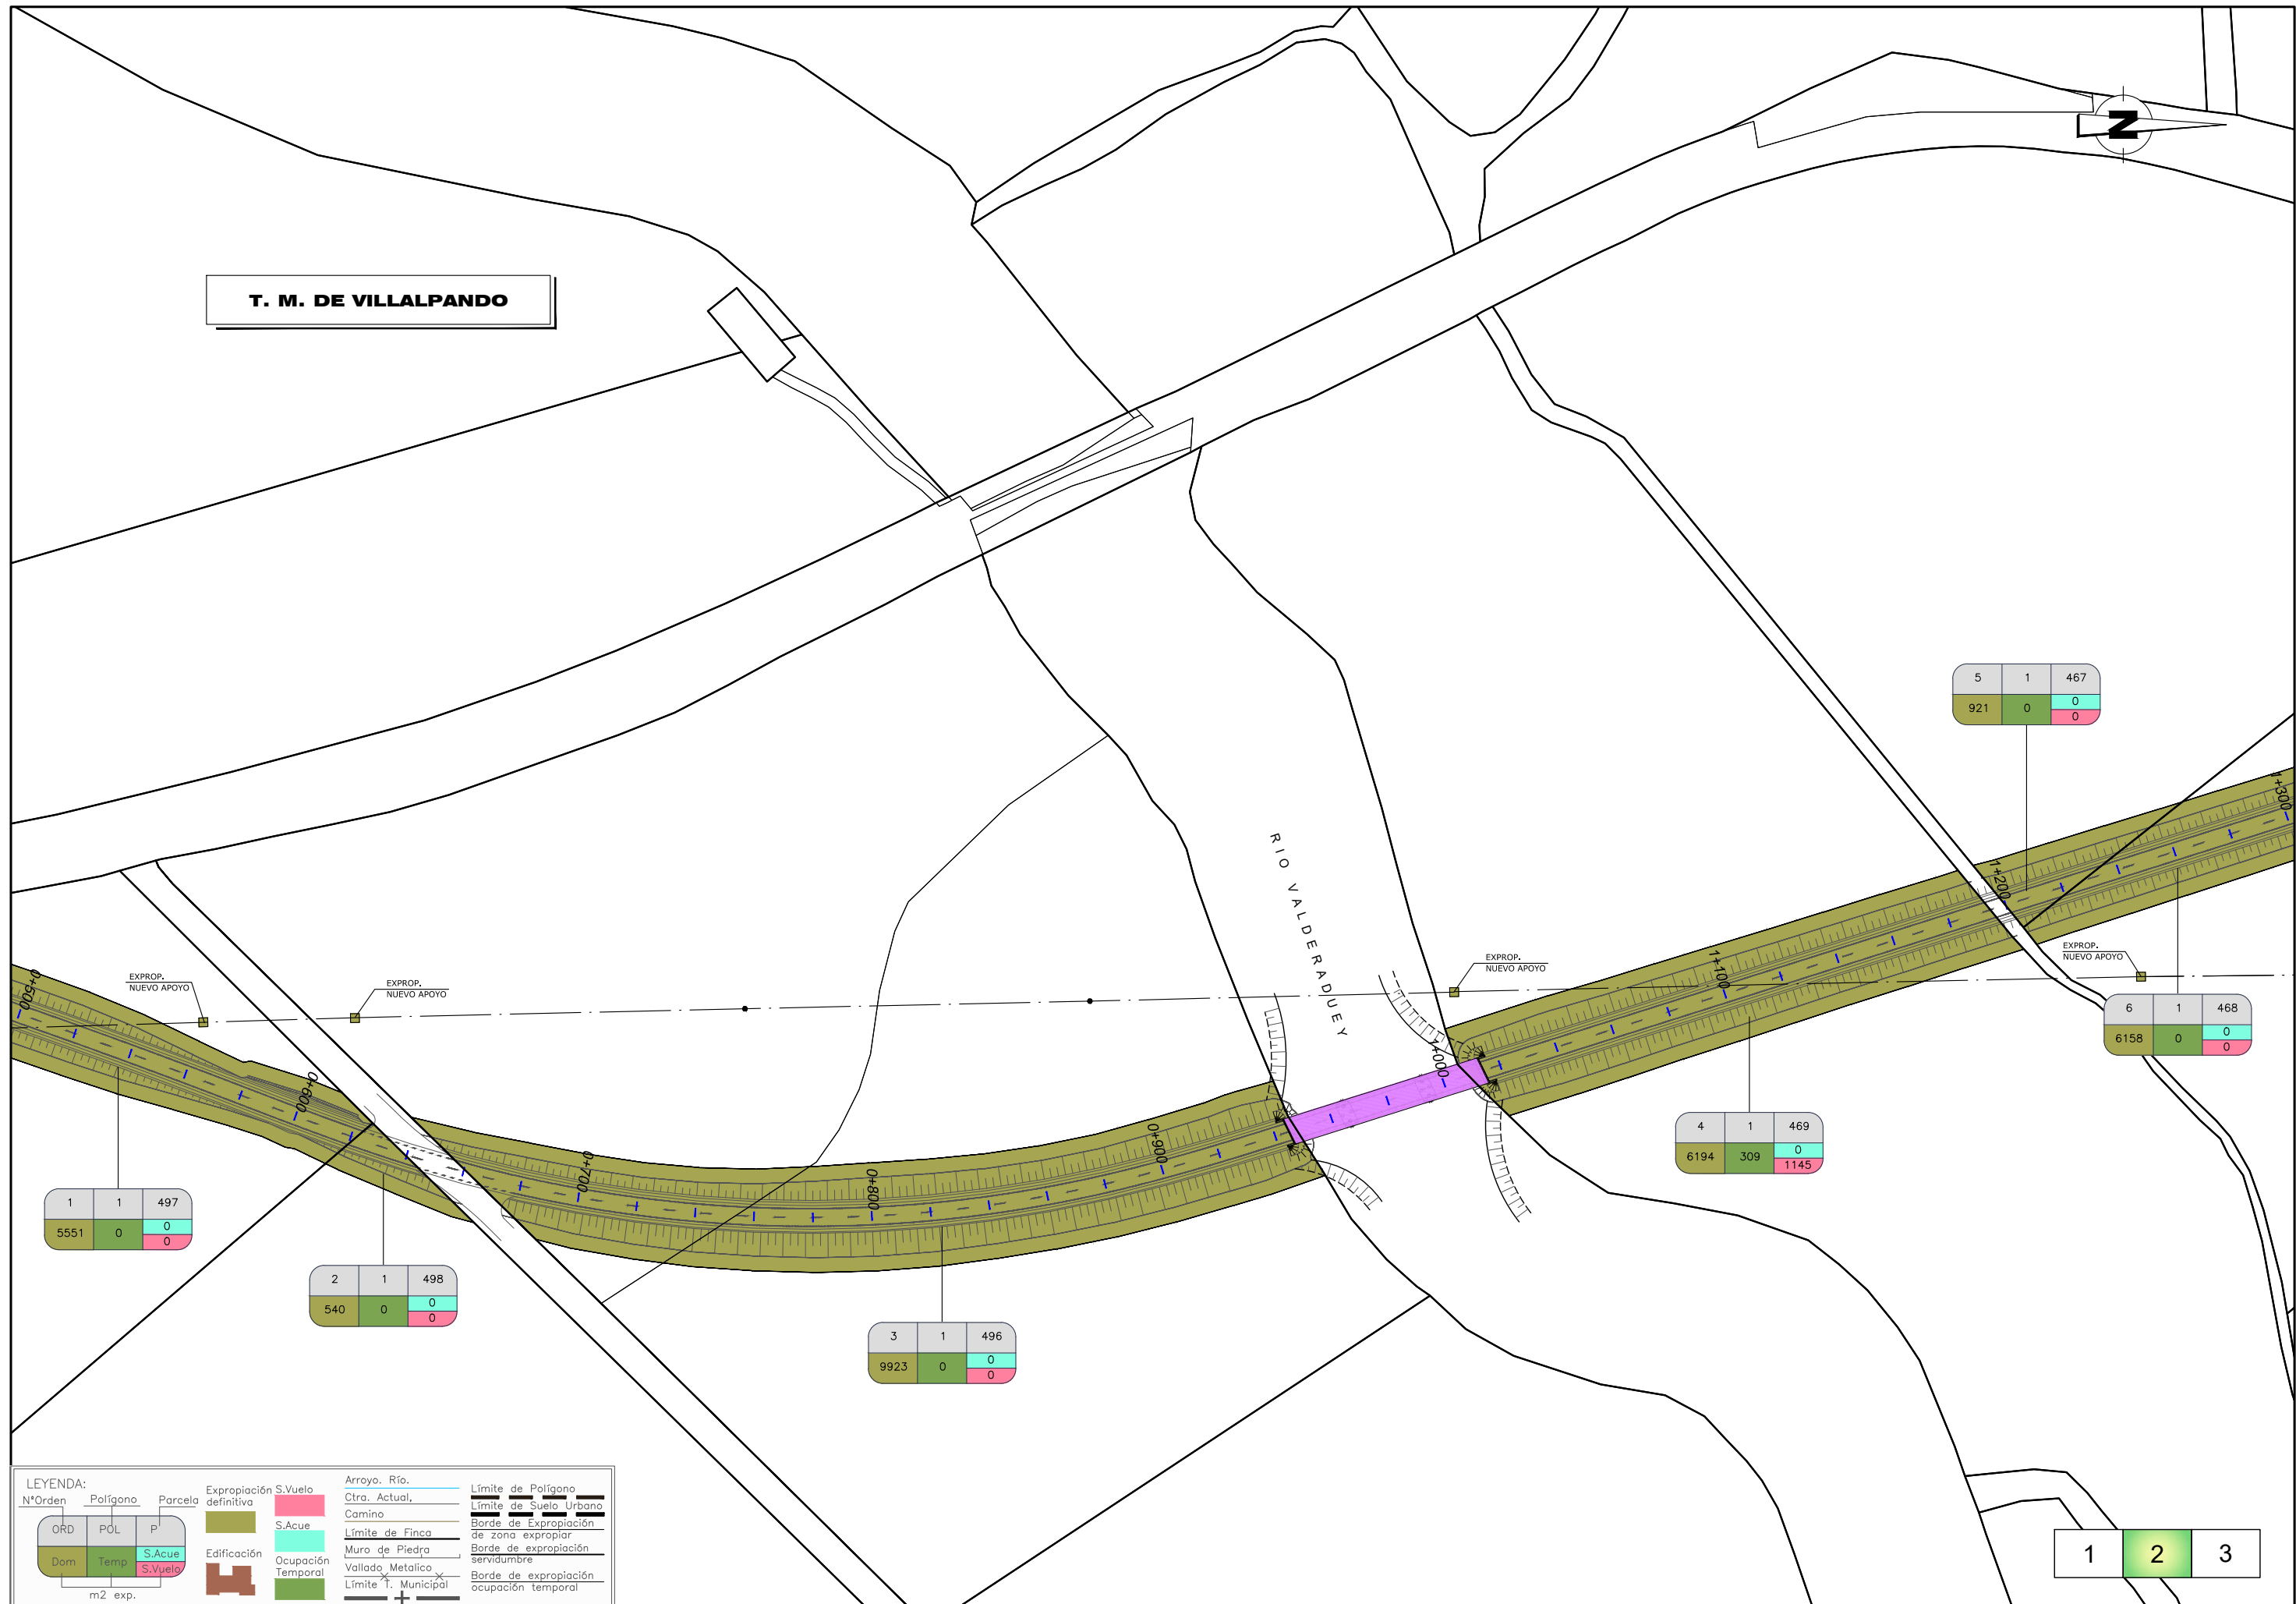 N
T. M. DE VILLALPANDO
5 1 467
921 0 0
0
RIO VALDERADUEY
1+300
1+200
1+100
1+000
0+900
0+800
0+700
0+600
0+500
EXPROP.
NUEVO APOYO
EXPROP.
NUEVO APOYO
EXPROP.
NUEVO APOYO
EXPROP.
NUEVO APOYO
6 1 468
6158 0 0
0
4 1 469
6194 309 0
1145
1 1 497
5551 0 0
0
2 1 498
540 0 0
0
3 1 496
9923 0 0
0
LEYENDA:
NºOrden Polígono Parcela
ORD POL P
Dom Temp S.Acue
S.Vuelo
m2 exp.
Expropiación
definitiva
Edificación
S.Vuelo
S.Acue
Ocupación
Temporal
Arroyo. Río.
Ctra. Actual,
Camino
Límite de Finca
Muro de Piedra
Vallado Metalico
Límite T. Municipal
Límite de Polígono
Límite de Suelo Urbano
Borde de Expropiación
de zona expropiar
Borde de expropiación
servidumbre
Borde de expropiación
ocupación temporal
1 2 3